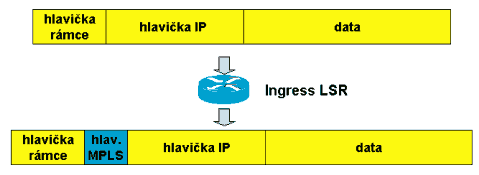 hlavička
rámce
hlavička IP
data
Ingress LSR
hlavička
rámce
hlav.
MPLS
hlavička IP
data